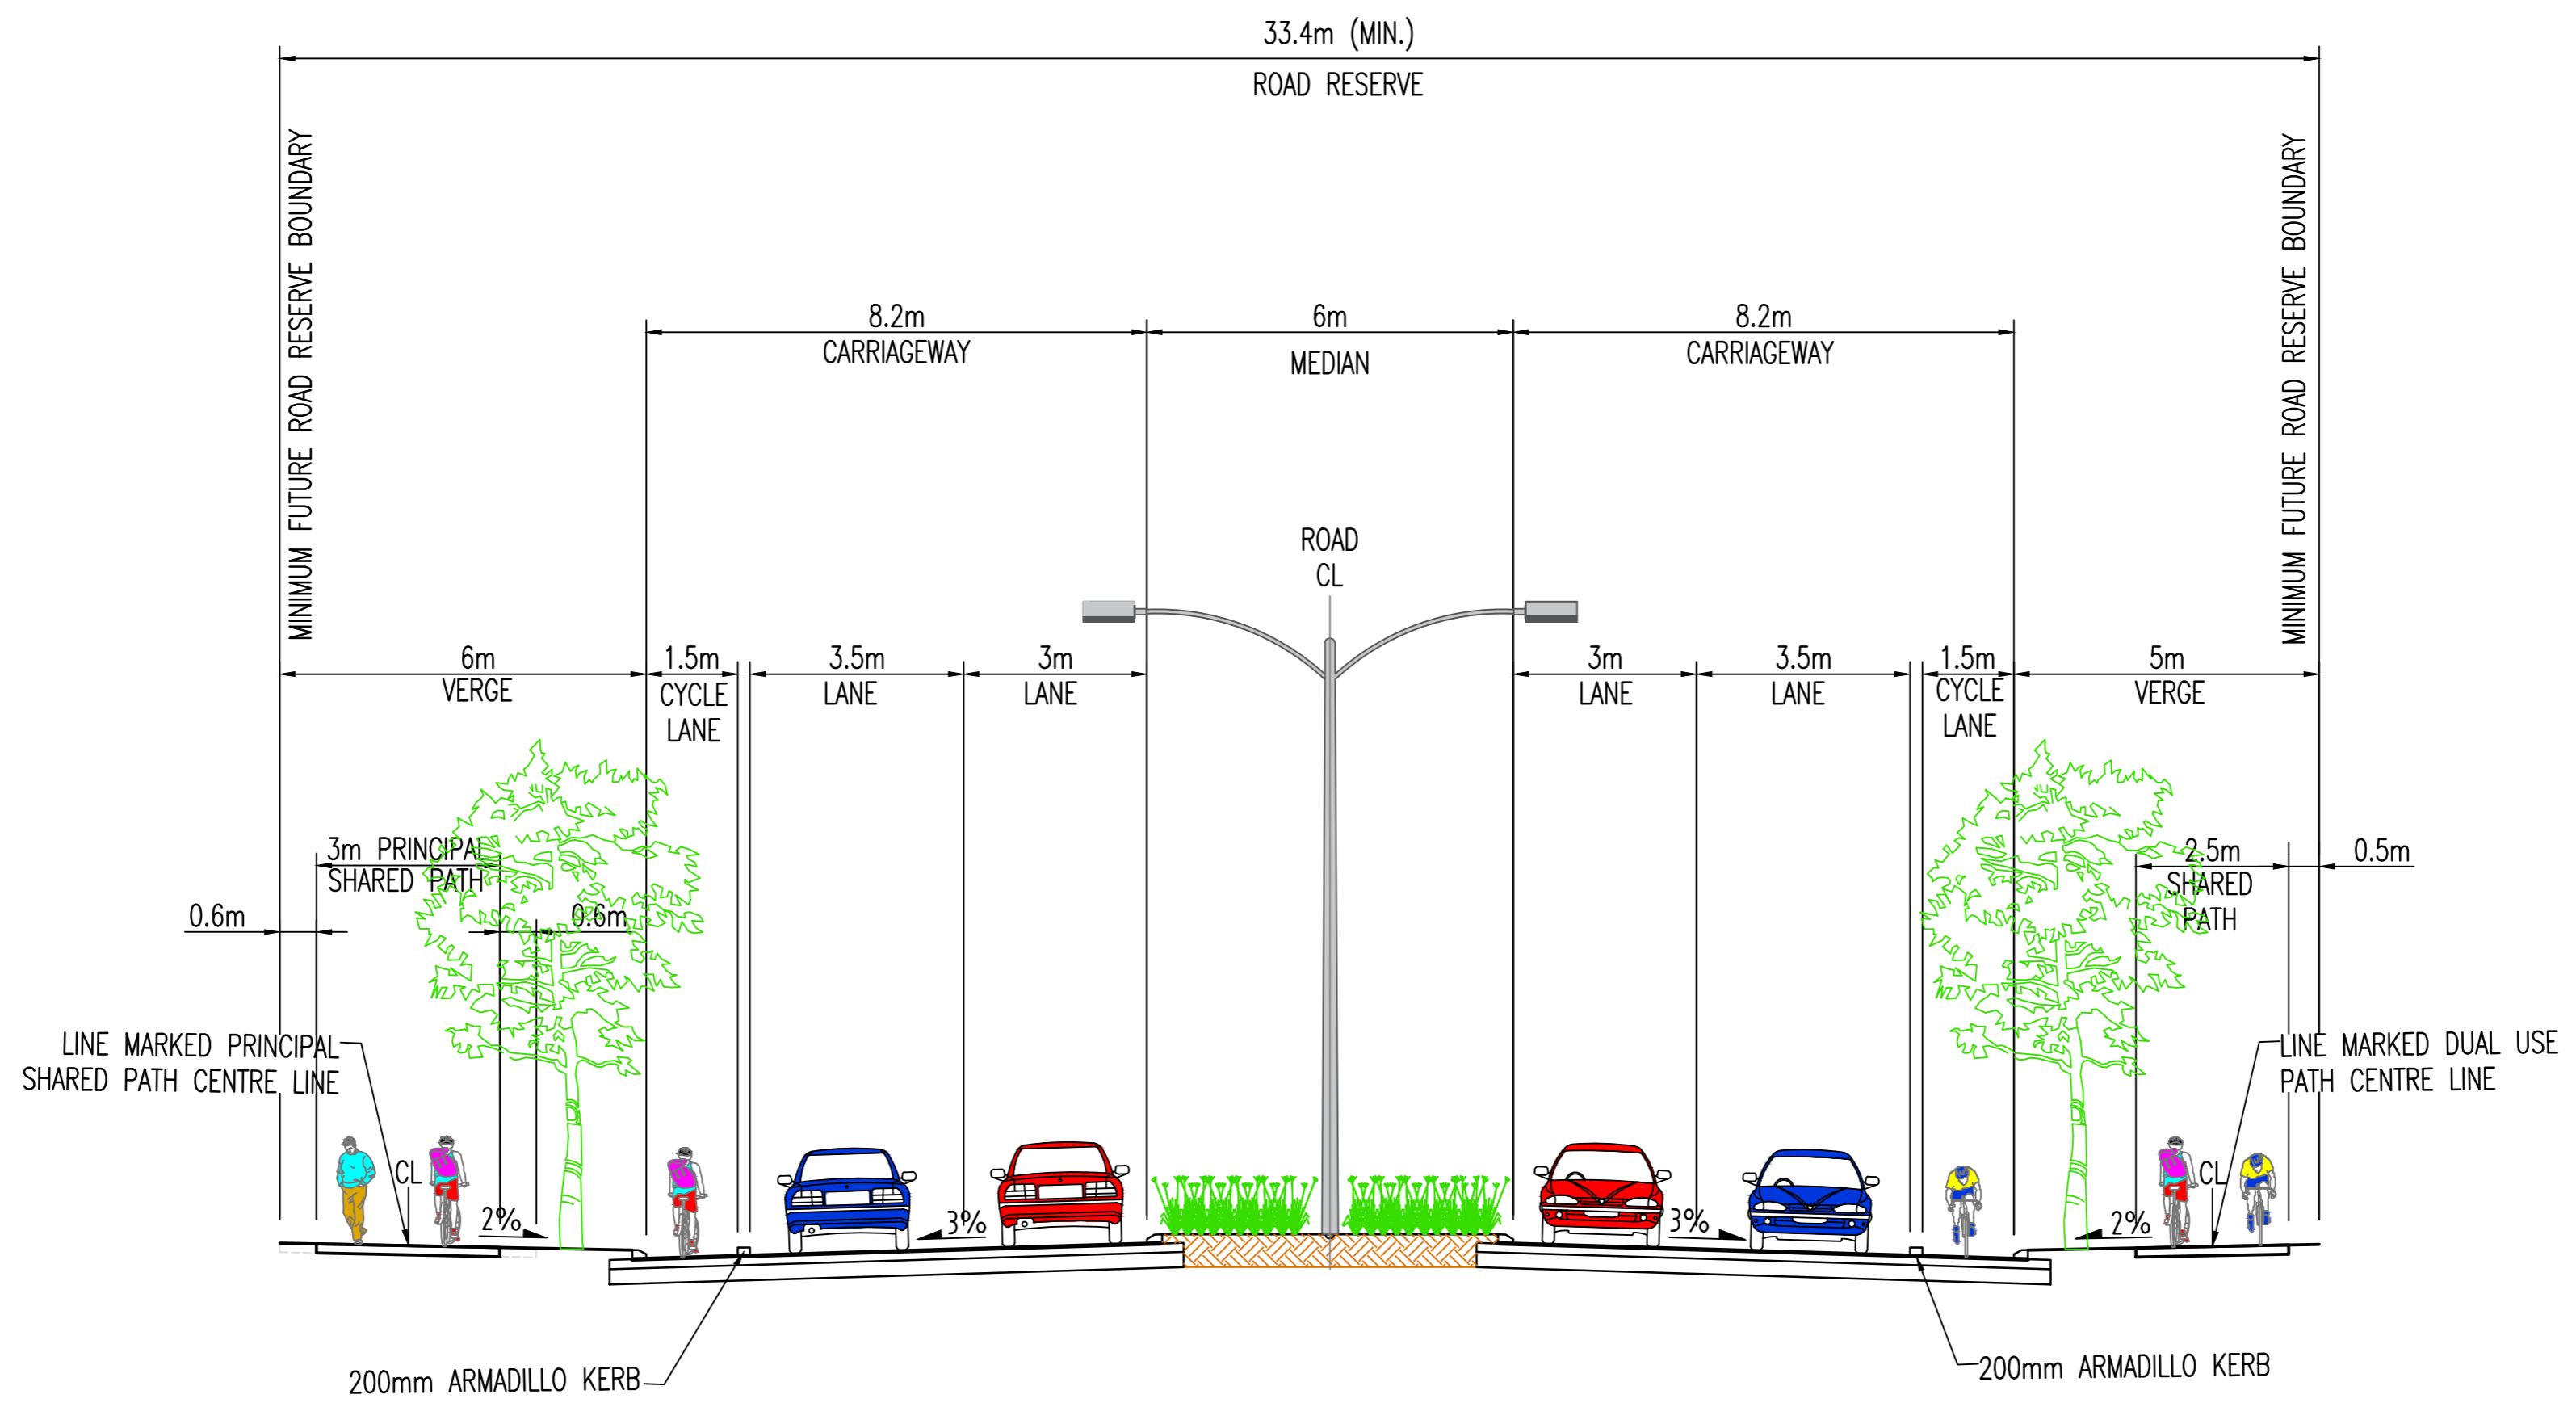 33.4m (MIN.)
ROAD RESERVE
MINIMUM FUTURE ROAD RESERVE BOUNDARY
MINIMUM FUTURE ROAD RESERVE BOUNDARY
8.2m
CARRIAGEWAY
6m
MEDIAN
8.2m
CARRIAGEWAY
ROAD
CL
6m
VERGE
1.5m
CYCLE
LANE
3.5m
LANE
3m
LANE
3m
LANE
3.5m
LANE
1.5m
CYCLE
LANE
5m
VERGE
3m PRINCIPAL
SHARED PATH
0.6m
0.6m
2.5m
SHARED
PATH
0.5m
LINE MARKED PRINCIPAL
SHARED PATH CENTRE LINE
LINE MARKED DUAL USE
PATH CENTRE LINE
CL
2%
3%
3%
2%
CL
200mm ARMADILLO KERB
200mm ARMADILLO KERB